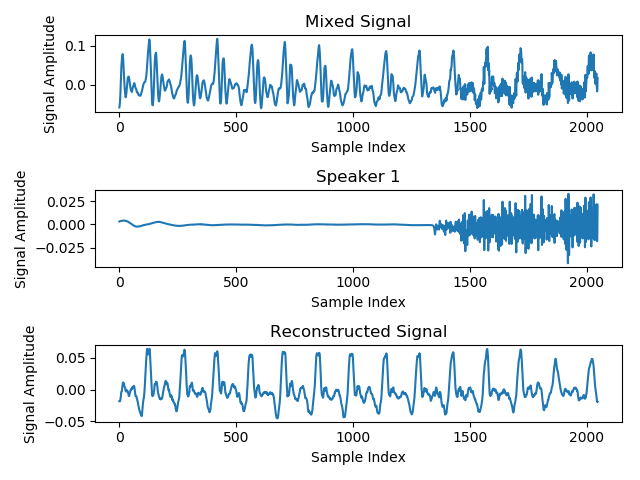 Mixed Signal
Signal Amplitude
0.1
0.0
0 500 1000 1500 2000
Sample Index
Speaker 1
Signal Amplitude
0.025
0.000
−0.025
0 500 1000 1500 2000
Sample Index
Reconstructed Signal
Signal Amplitude
0.05
0.00
−0.05
0 500 1000 1500 2000
Sample Index